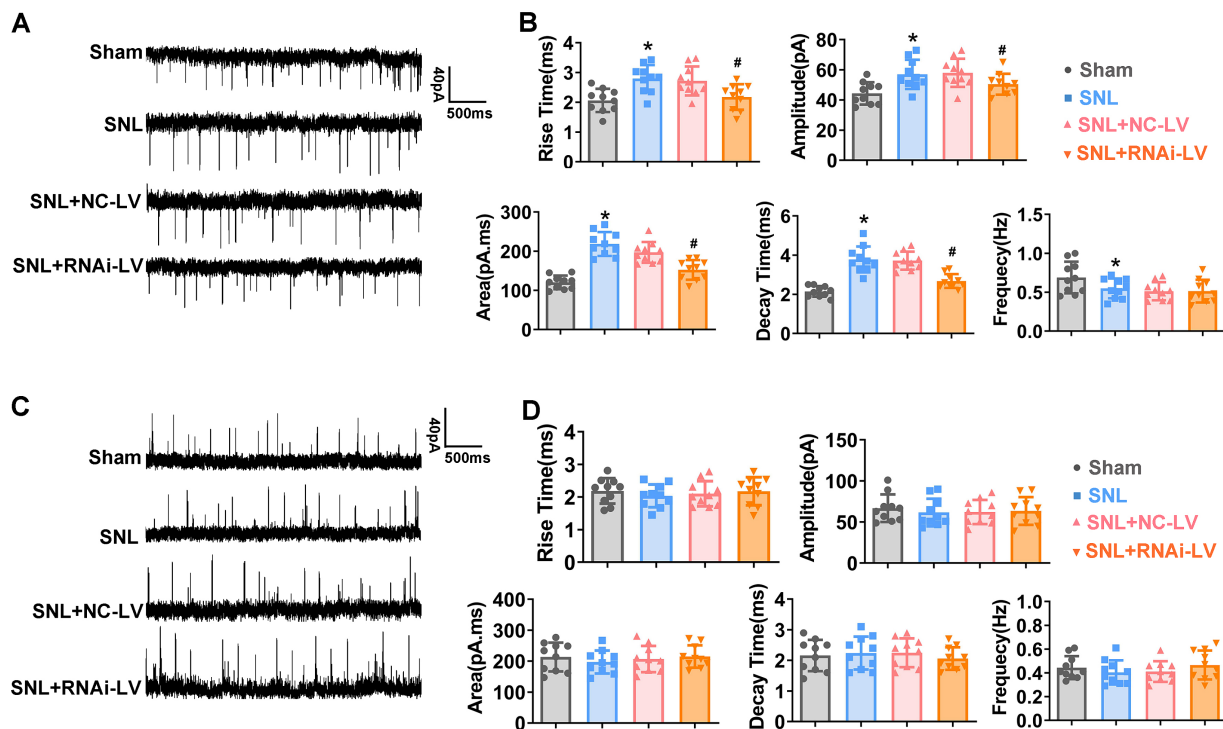 A
Sham
SNL
SNL+NC-LV
SNL+RNAi-LV
40pA
500ms
B
Rise Time(ms)
4
3
2
1
0
*
#
Amplitude(pA)
80
60
40
20
0
*
#
Sham
SNL
SNL+NC-LV
SNL+RNAi-LV
Area(pA.ms)
300
200
100
0
*
#
Decay Time(ms)
6
4
2
0
*
#
Frequecy(Hz)
1.5
1.0
0.5
0.0
*
C
Sham
SNL
SNL+NC-LV
SNL+RNAi-LV
40pA
500ms
D
Rise Time(ms)
4
3
2
1
0
Amplitude(pA)
150
100
50
0
Sham
SNL
SNL+NC-LV
SNL+RNAi-LV
Area(pA.ms)
400
300
200
100
0
Decay Time(ms)
4
3
2
1
0
Frequecy(Hz)
1.0
0.8
0.6
0.4
0.2
0.0